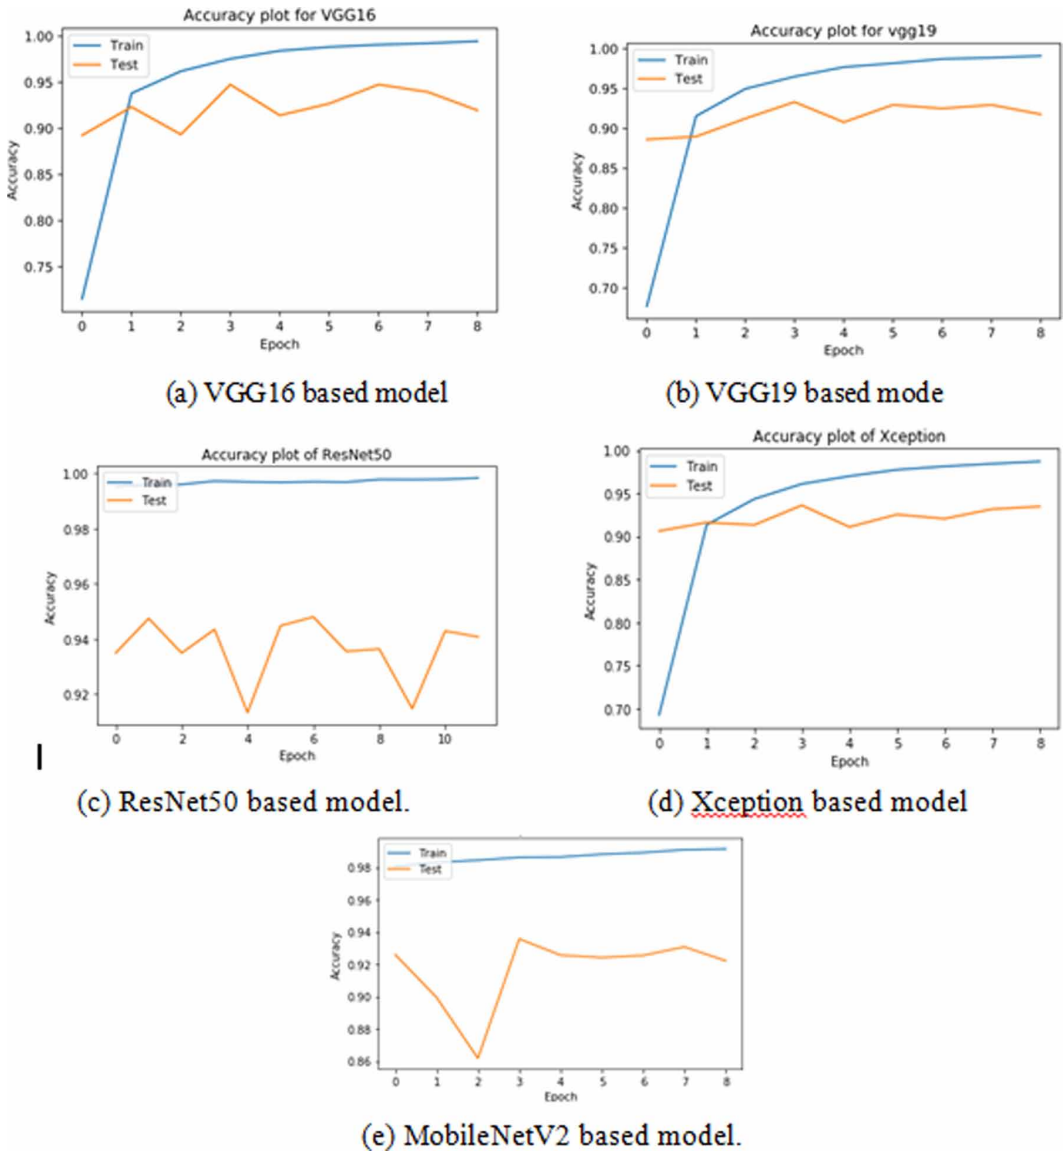 Accuracy plot for VGG16
1.00
0.95
0.90
0.85
0.80
0.75
Accuracy
Train
Test
0 1 2 3 4 5 6 7 8
Epoch
(a) VGG16 based model
Accuracy plot for vgg19
1.00
0.95
0.90
0.85
0.80
0.75
0.70
Accuracy
Train
Test
0 1 2 3 4 5 6 7 8
Epoch
(b) VGG19 based mode
Accuracy plot of ResNet50
1.00
0.98
0.96
0.94
0.92
Accuracy
Train
Test
0 2 4 6 8 10
Epoch
(c) ResNet50 based model.
Accuracy plot of Xception
1.00
0.95
0.90
0.85
0.80
0.75
0.70
Accuracy
Train
Test
0 1 2 3 4 5 6 7 8
Epoch
(d) Xception based model
0.98
0.96
0.94
0.92
0.90
0.88
0.86
Accuracy
Train
Test
0 1 2 3 4 5 6 7 8
Epoch
(e) MobileNetV2 based model.